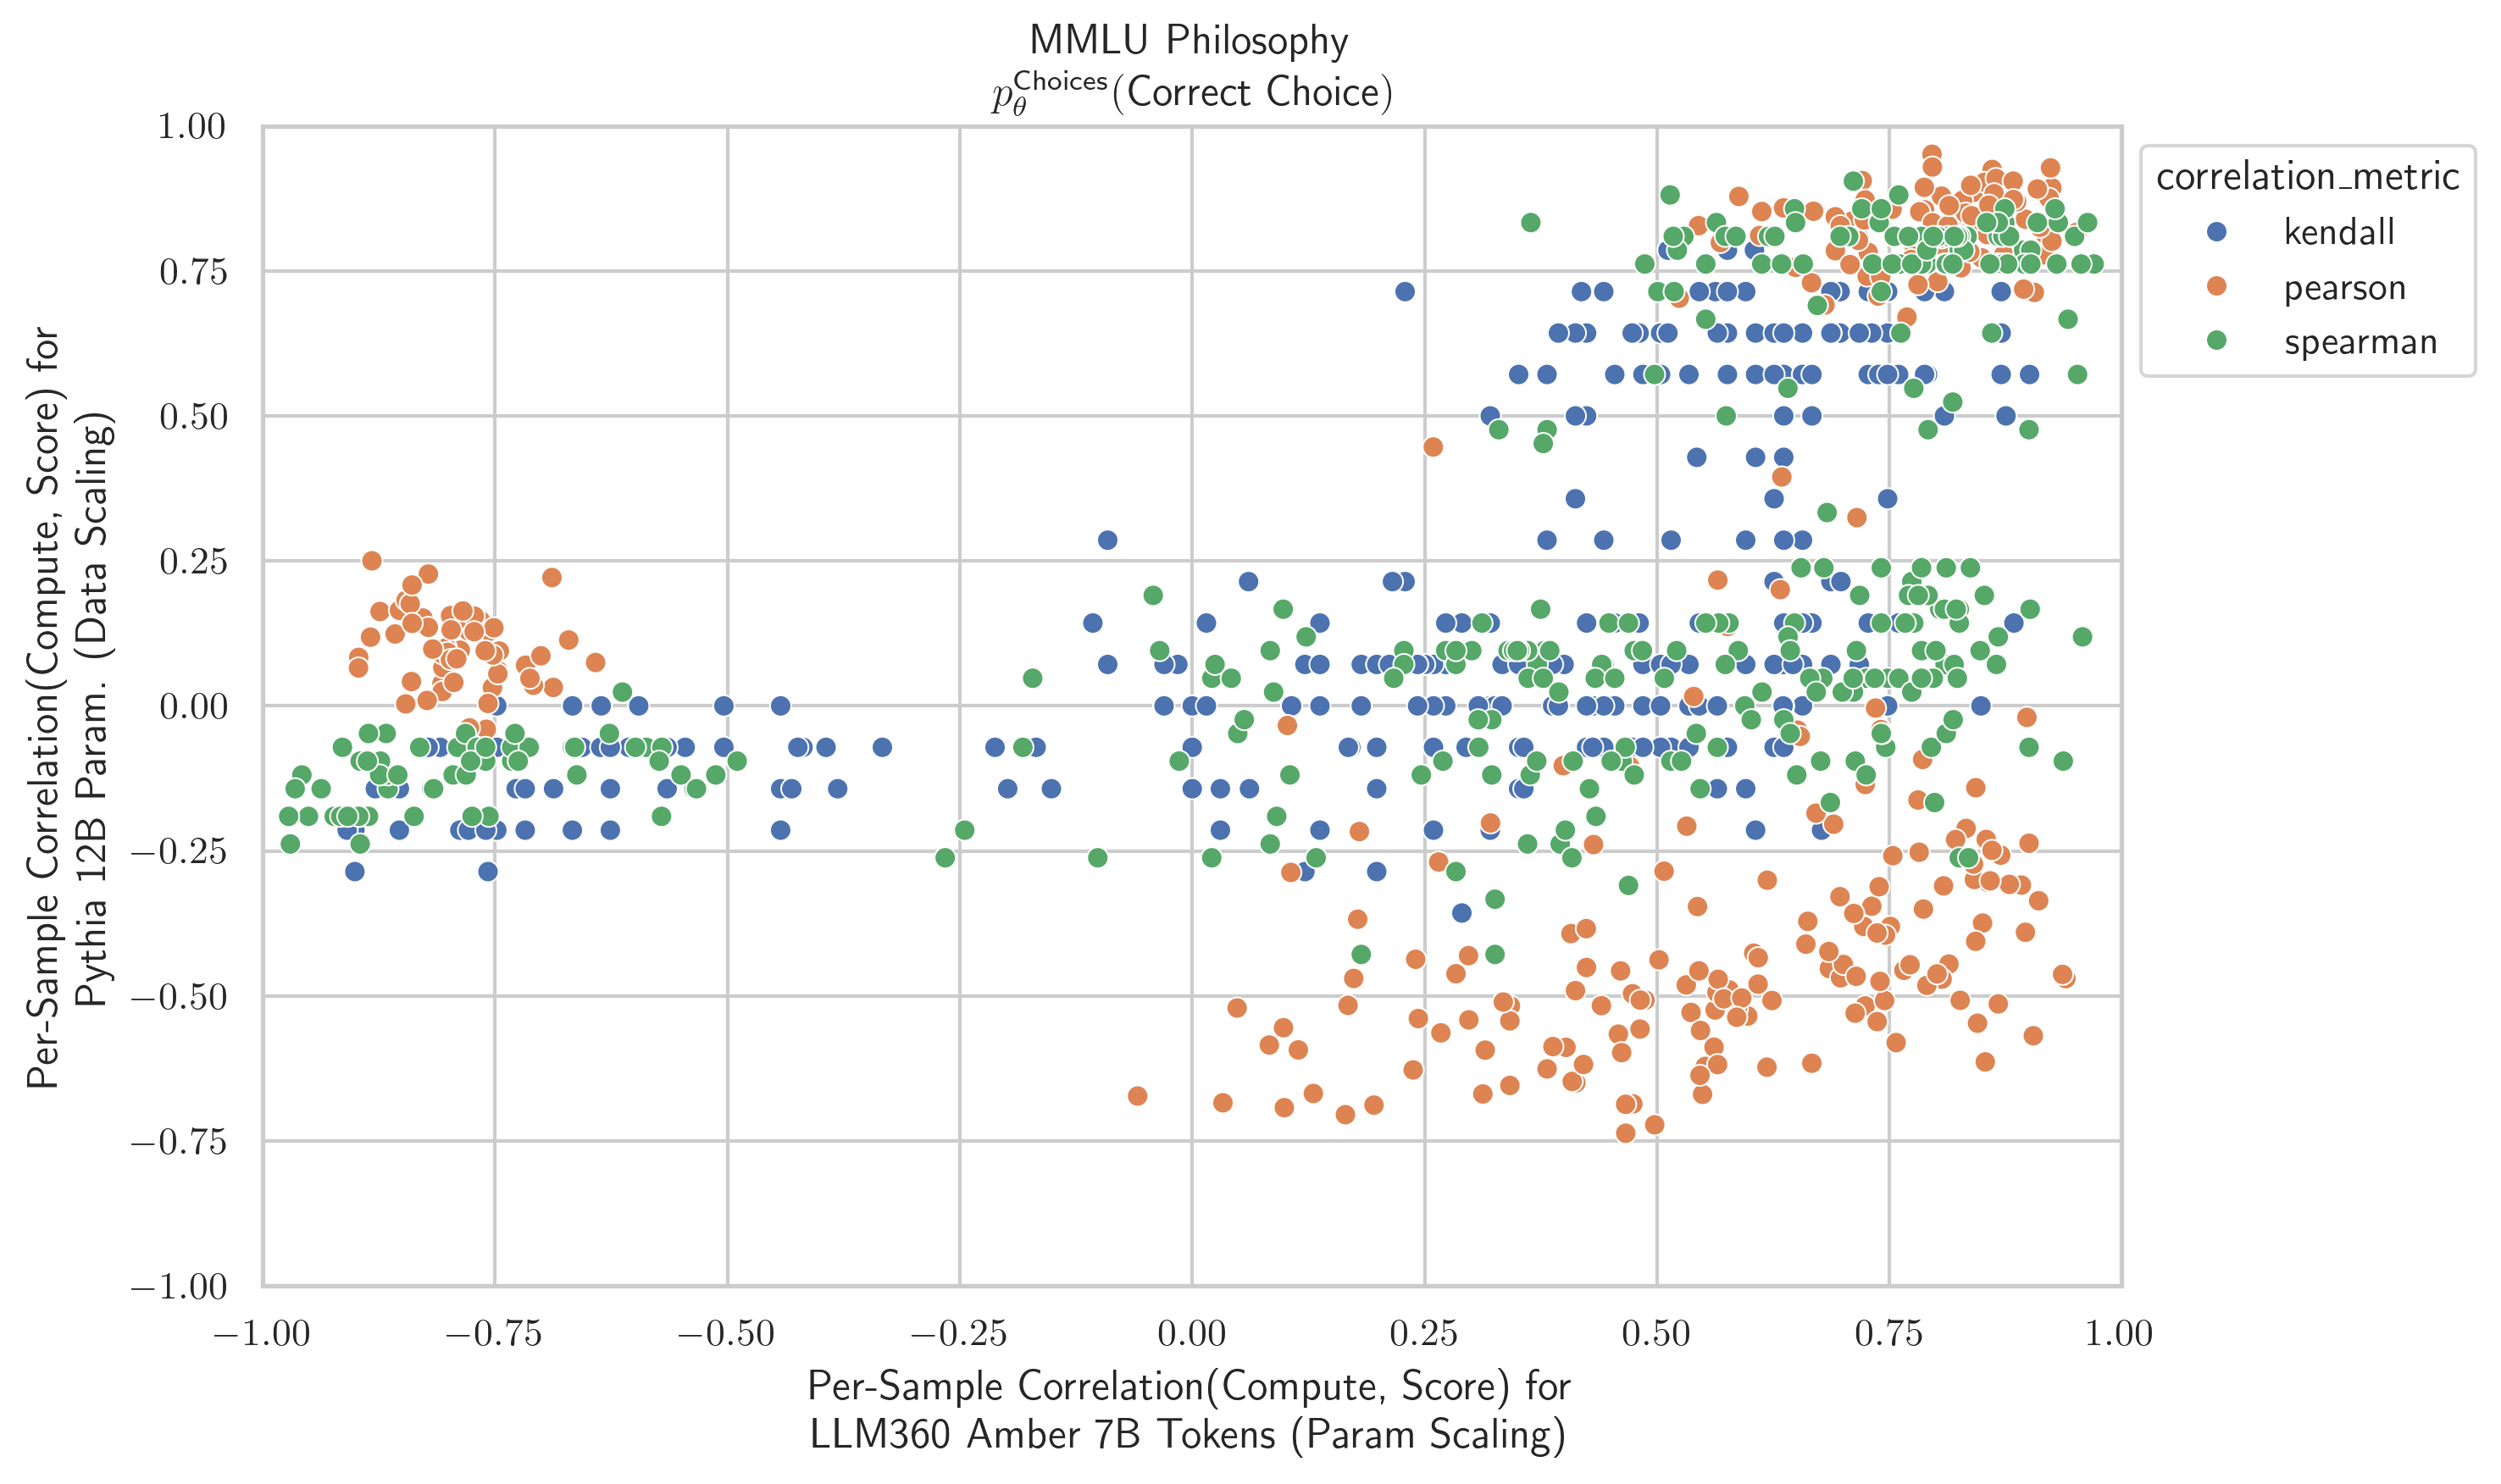 MMLU Philosophy
p_θ^Choices(Correct Choice)
1.00
0.75
0.50
0.25
0.00
−0.25
−0.50
−0.75
−1.00
Per-Sample Correlation(Compute, Score) for
Pythia 12B Param. (Data Scaling)
−1.00
−0.75
−0.50
−0.25
0.00
0.25
0.50
0.75
1.00
Per-Sample Correlation(Compute, Score) for
LLM360 Amber 7B Tokens (Param Scaling)
correlation_metric
kendall
pearson
spearman